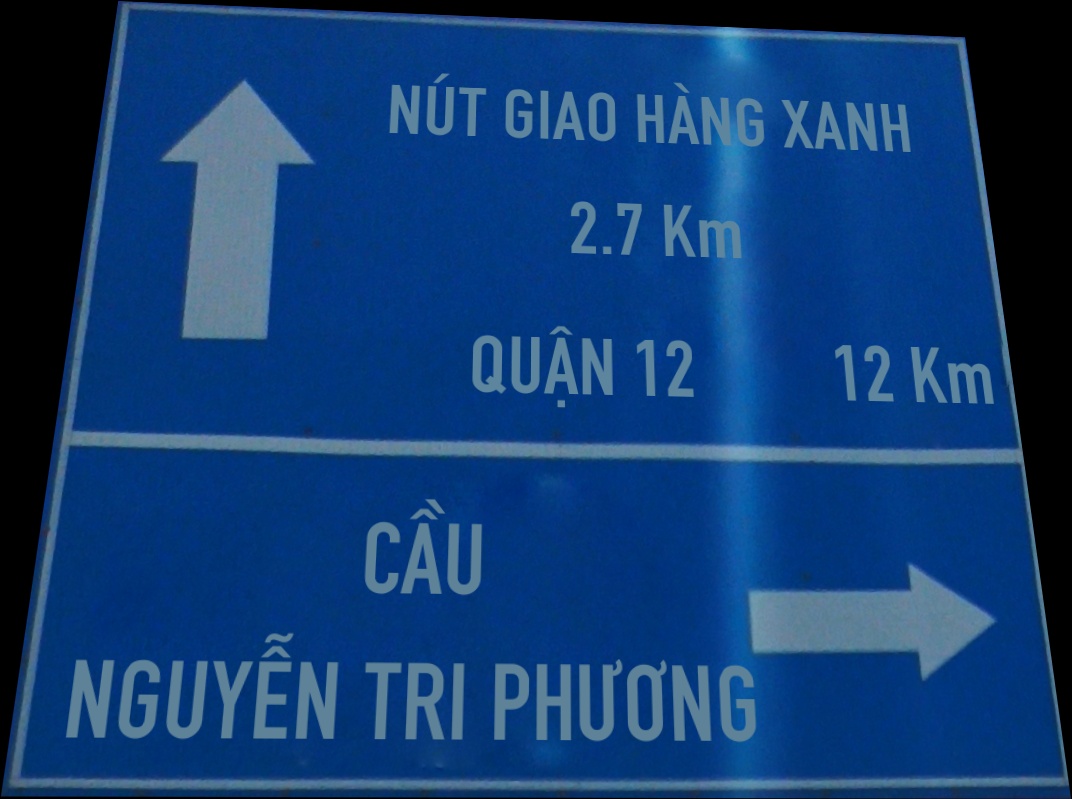 NÚT GIAO HÀNG XANH
2.7 Km
QUẬN 12 12 Km
CẦU
NGUYỄN TRI PHƯƠNG